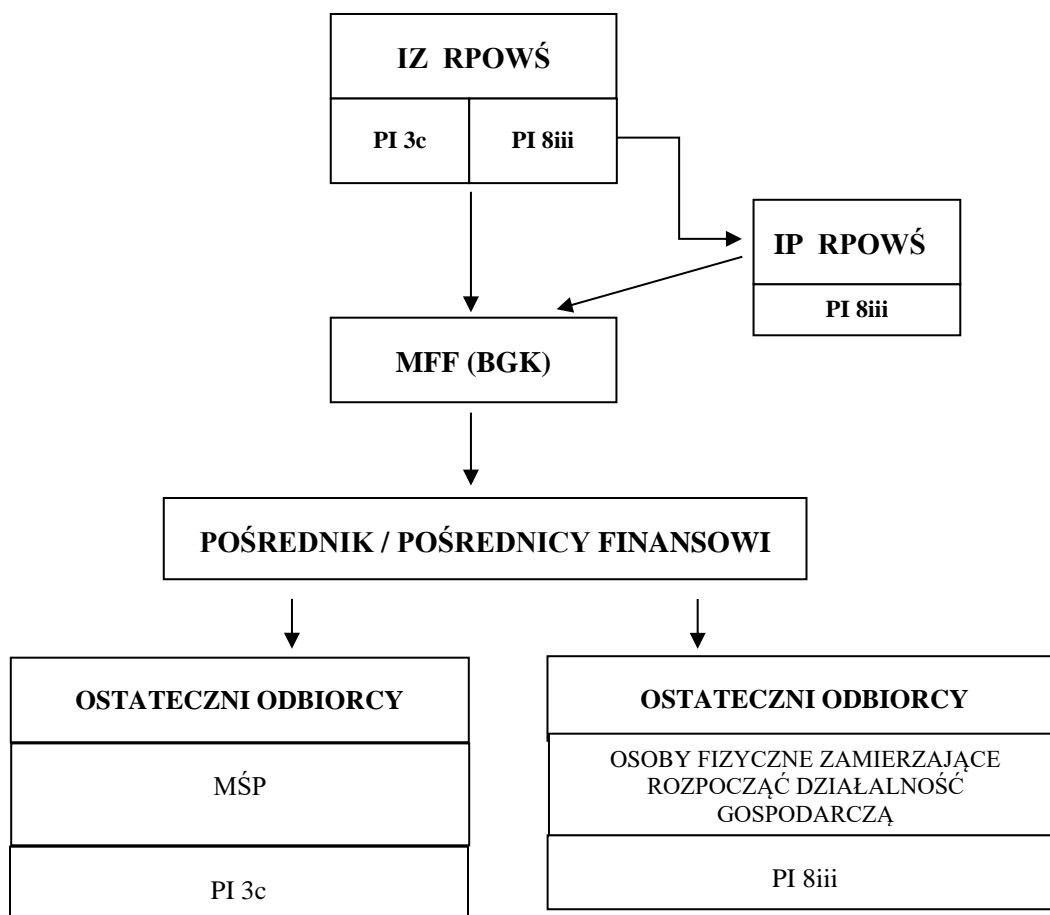 IZ RPOWŚ
PI 3c
PI 8iii
IP RPOWŚ
PI 8iii
MFF (BGK)
POŚREDNIK / POŚREDNICY FINANSOWI
OSTATECZNI ODBIORCY
MŚP
PI 3c
OSTATECZNI ODBIORCY
OSOBY FIZYCZNE ZAMIERZAJĄCE
ROZPOCZĄĆ DZIAŁALNOŚĆ
GOSPODARCZĄ
PI 8iii